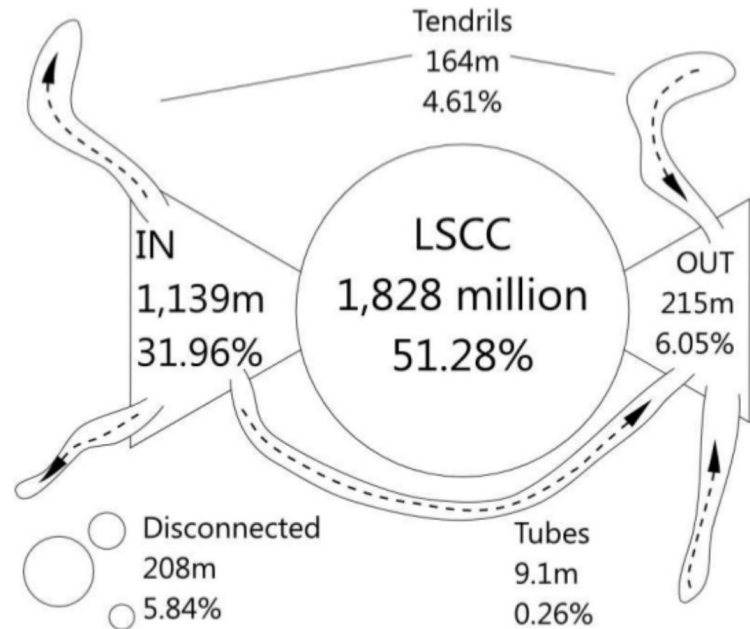 Tendrils
164m
4.61%
IN
1,139m
31.96%
LSCC
1,828 million
51.28%
OUT
215m
6.05%
Disconnected
208m
5.84%
Tubes
9.1m
0.26%